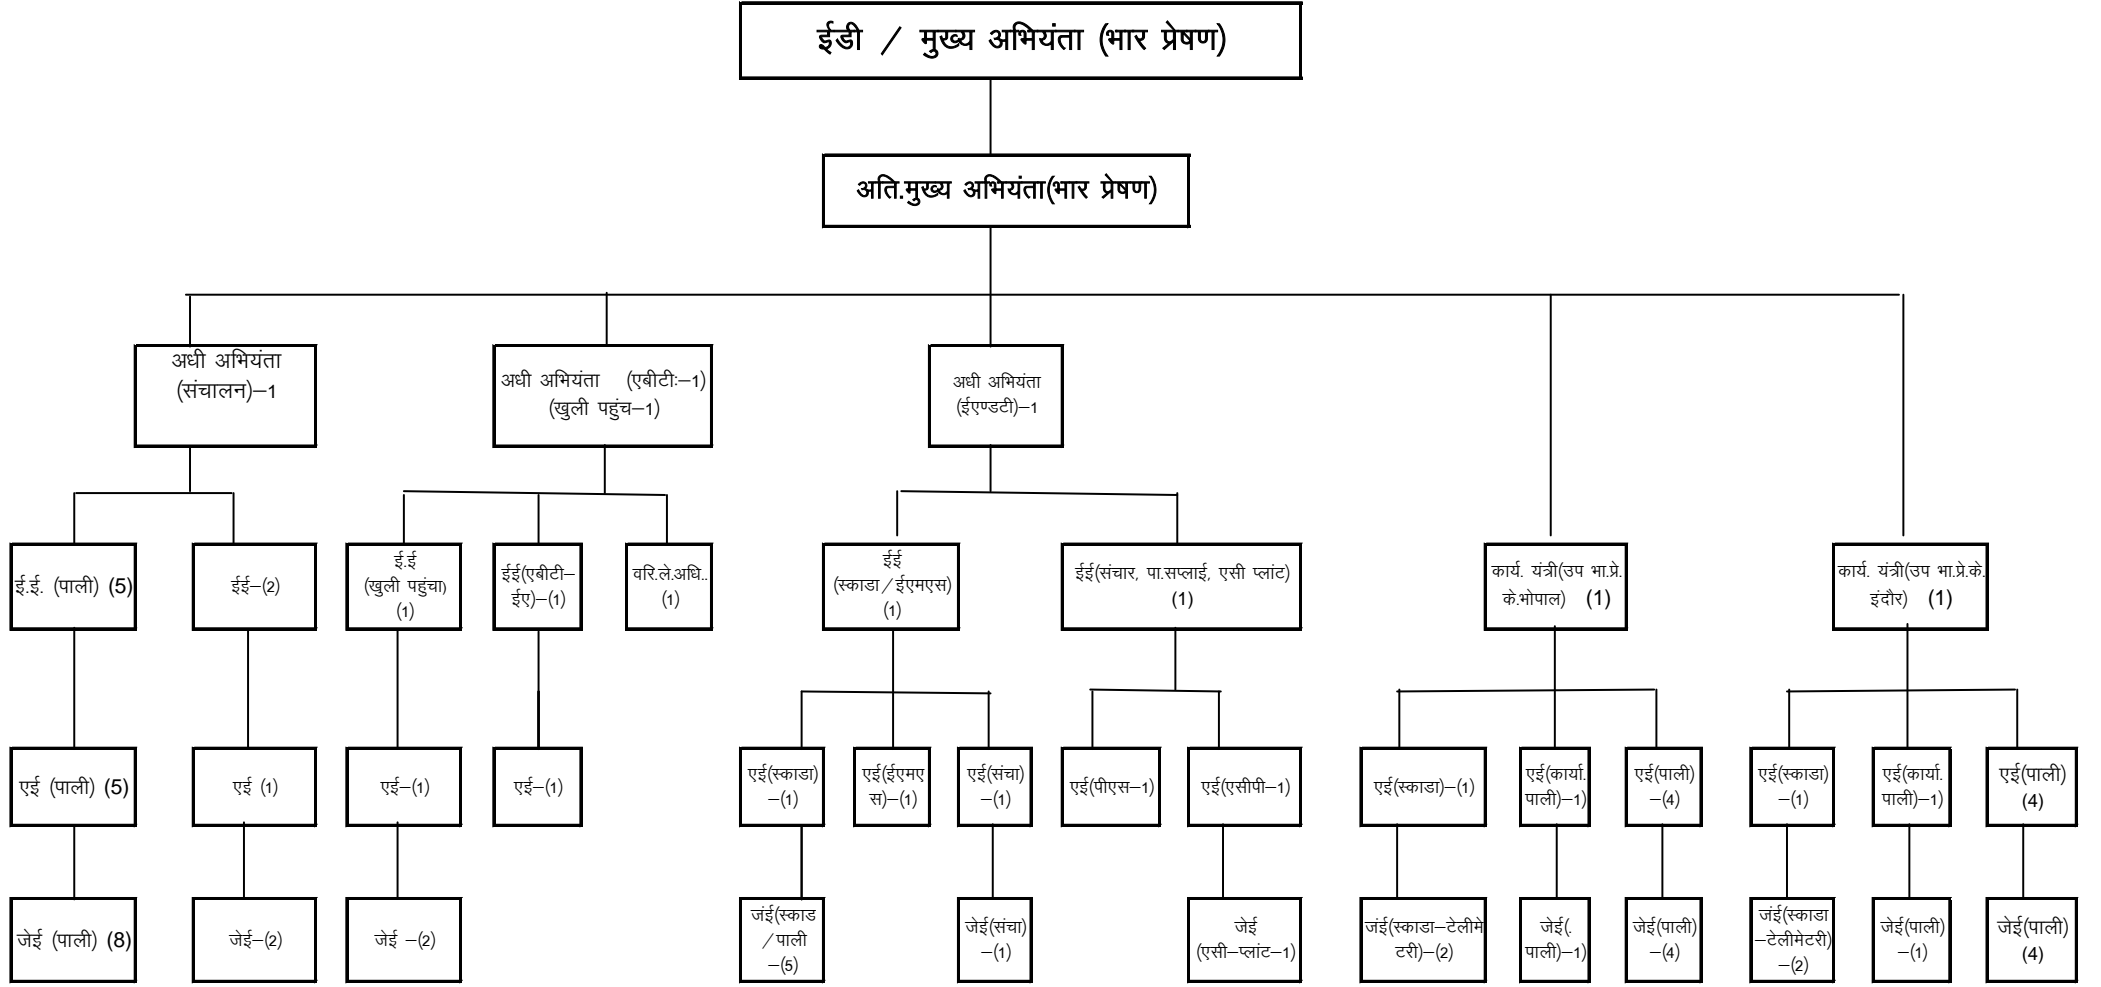 ईडी / मुख्य अभियंता (भार प्रेषण)
अति.मुख्य अभियंता(भार प्रेषण)
अधी अभियंता
(संचालन)–1
अधी अभियंता (एबीटीः–1)
(खुली पहुंच–1)
अधी अभियंता
(ईएण्डटी)–1
ई.ई. (पाली) (5)
ईई–(2)
ई.ई
(खुली पहुंचा)
(1)
ईई(एबीटी–
ईए)–(1)
वरि.ले.अधि..
(1)
ईई
(स्काडा/ईएमएस)
(1)
ईई(संचार, पा.सप्लाई, एसी प्लांट)
(1)
कार्य. यंत्री(उप भा.प्रे.
के.भोपाल) (1)
कार्य. यंत्री(उप भा.प्रे.के.
इंदौर) (1)
एई (पाली) (5)
एई (1)
एई–(1)
एई–(1)
एई(स्काडा)
–(1)
एई(ईएमए
स)–(1)
एई(संचा)
–(1)
एई(पीएस–1)
एई(एसीपी–1)
एई(स्काडा)–(1)
एई(कार्या.
पाली)–1)
एई(पाली)
–(4)
एई(स्काडा)
–(1)
एई(कार्या.
पाली)–1)
एई(पाली)
(4)
जेई (पाली) (8)
जेई–(2)
जेई –(2)
जंई(स्काड
/पाली
–(5)
जेई(संचा)
–(1)
जेई
(एसी–प्लांट–1)
जंई(स्काडा–टेलीमे
टरी)–(2)
जेई(.
पाली)–1)
जेई(पाली)
–(4)
जंई(स्काडा
–टेलीमेटरी)
–(2)
जेई(पाली)
–(1)
जेई(पाली)
(4)